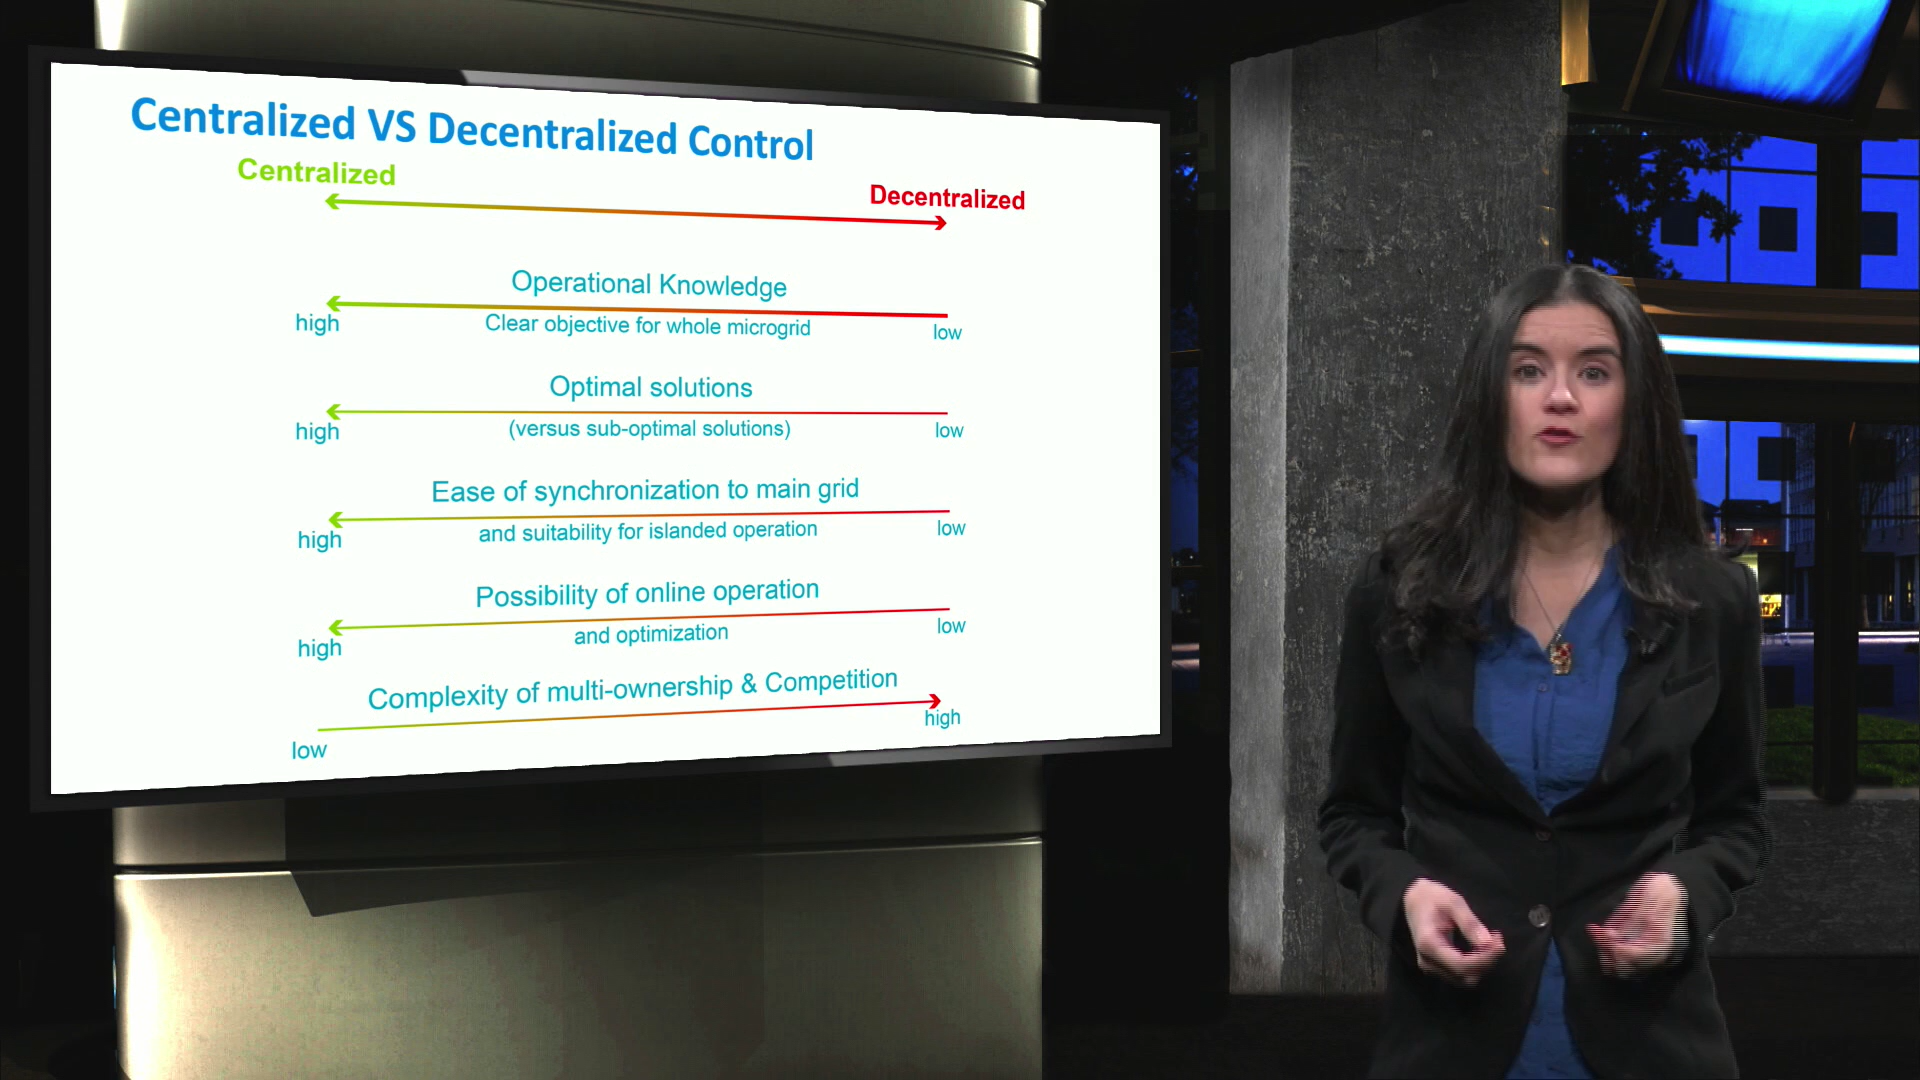 Centralized VS Decentralized Control
Centralized
Decentralized
Operational Knowledge
high
Clear objective for whole microgrid
low
Optimal solutions
high
(versus sub-optimal solutions)
low
Ease of synchronization to main grid
high
and suitability for islanded operation
low
Possibility of online operation
high
and optimization
low
Complexity of multi-ownership & Competition
low
high